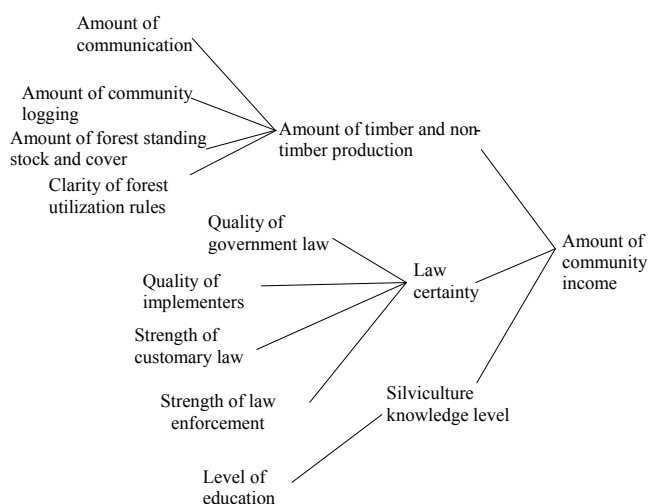 Amount of
communication
Amount of community
logging
Amount of forest standing
stock and cover
Clarity of forest
utilization rules
Amount of timber and non-
timber production
Quality of
government law
Quality of
implementers
Strength of
customary law
Strength of law
enforcement
Law
certainty
Level of
education
Silviculture
knowledge level
Amount of
community
income